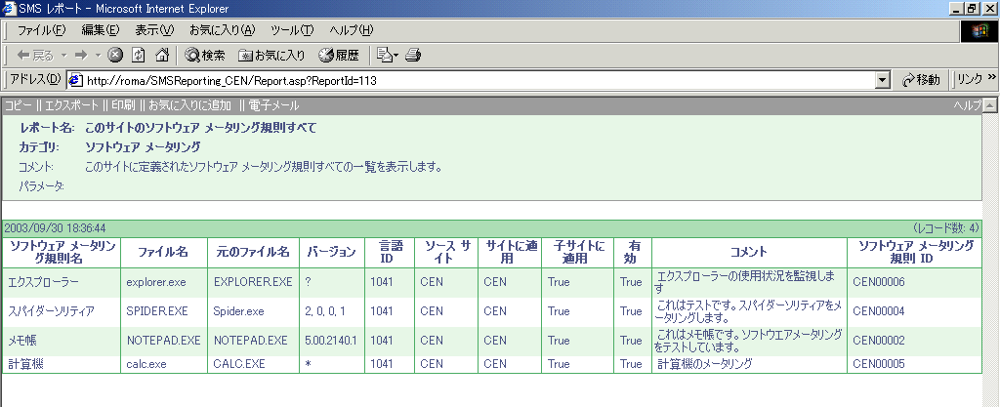 SMS レポート - Microsoft Internet Explorer
ファイル(F) 編集(E) 表示(V) お気に入り(A) ツール(T) ヘルプ(H)
戻る 検索 お気に入り 履歴
アドレス(D) http://roma/SMSReporting_CEN/Report.asp?ReportId=113 移動 リンク »
コピー || エクスポート || 印刷 || お気に入りに追加 || 電子メール ヘルプ
レポート名: このサイトのソフトウェア メータリング規則すべて
カテゴリ: ソフトウェア メータリング
コメント: このサイトに定義されたソフトウェア メータリング規則すべての一覧を表示します。
パラメータ:
2003/09/30 18:36:44 (レコード数: 4)
ソフトウェア メータリング規則名 ファイル名 元のファイル名 バージョン 言語 ID ソース サイト サイトに適用 子サイトに適用 有効 コメント ソフトウェア メータリング規則 ID
エクスプローラー explorer.exe EXPLORER.EXE ? 1041 CEN CEN True True エクスプローラーの使用状況を監視します CEN00006
スパイダーソリティア SPIDER.EXE Spider.exe 2, 0, 0, 1 1041 CEN CEN True True これはテストです。スパイダーソリティアをメータリングします。 CEN00004
メモ帳 NOTEPAD.EXE NOTEPAD.EXE 5.00.2140.1 1041 CEN CEN True True これはメモ帳です。ソフトウエアメータリングをテストしています。 CEN00002
計算機 calc.exe CALC.EXE * 1041 CEN CEN True True 計算機のメータリング CEN00005